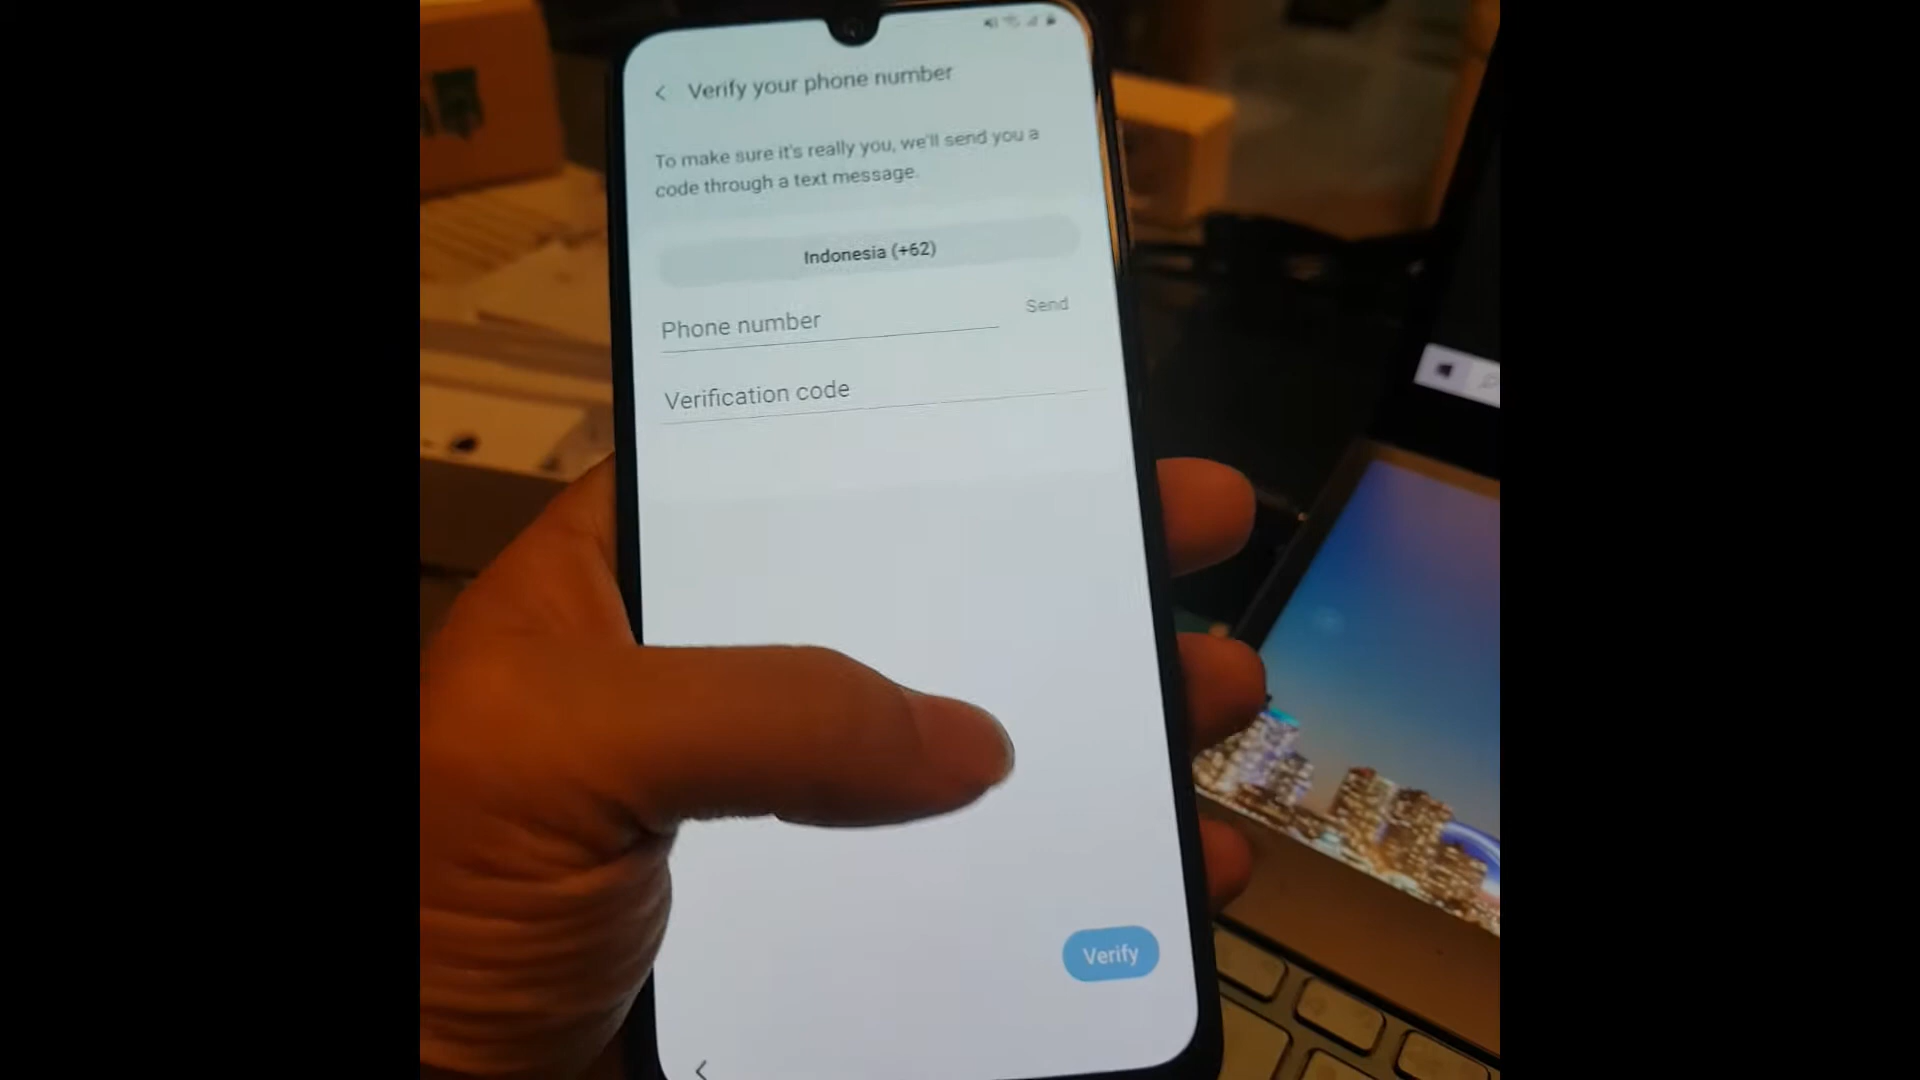 Verify your phone number
To make sure it's really you, we'll send you a
code through a text message.
Indonesia (+62)
Phone number
Send
Verification code
Verify